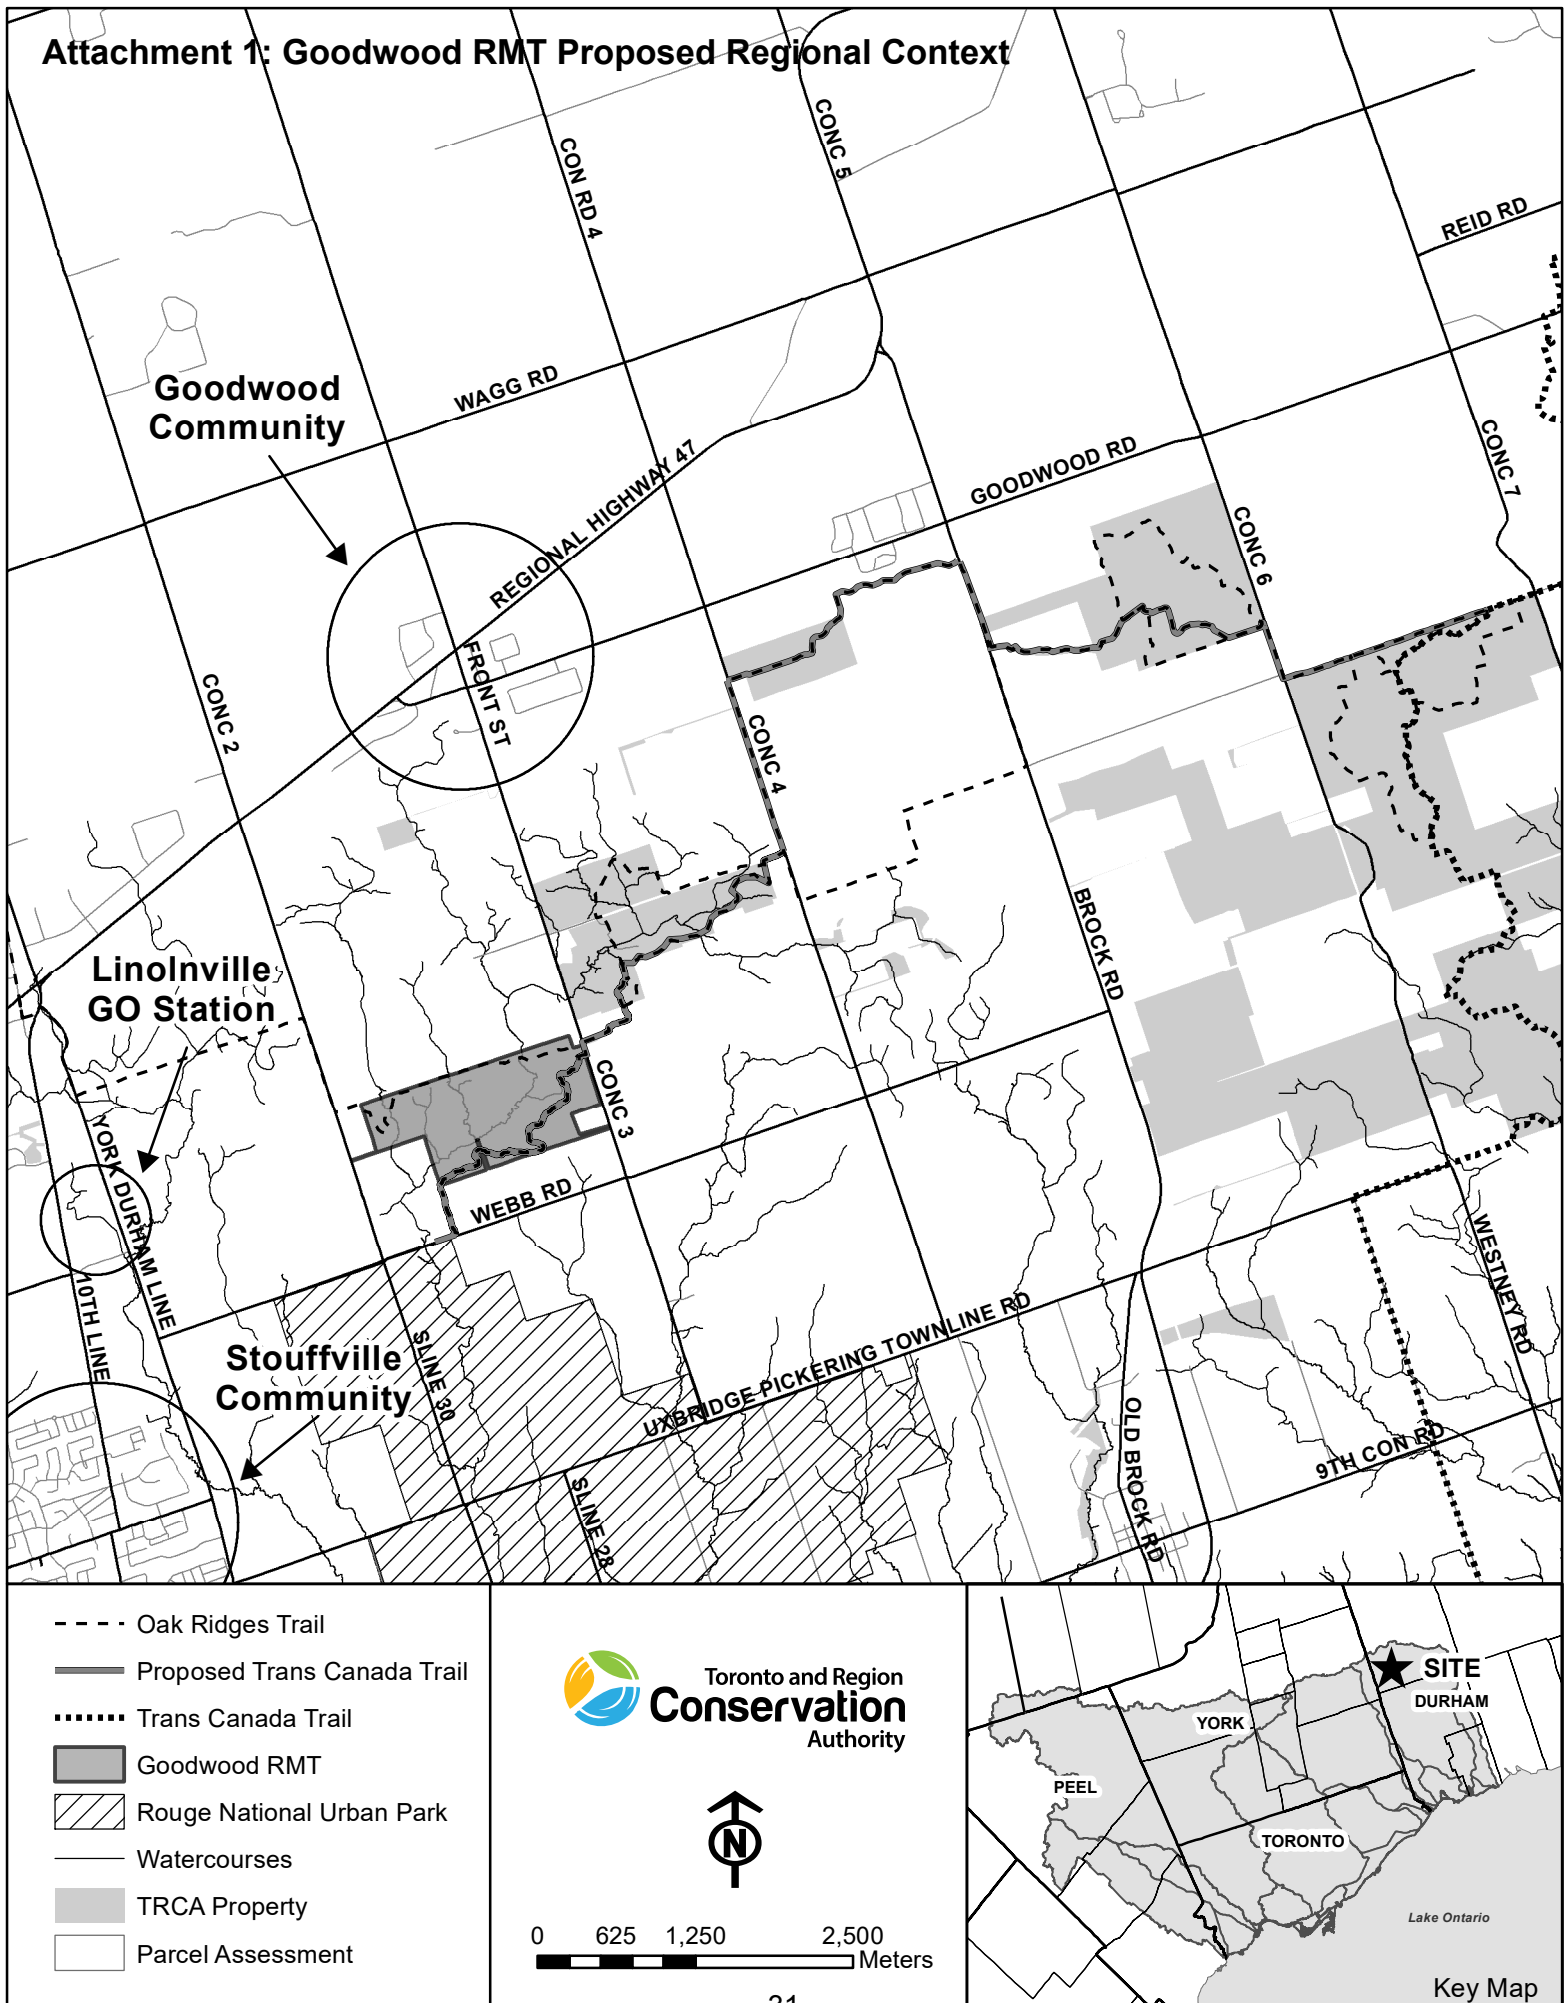 Attachment 1: Goodwood RMT Proposed Regional Context
CONC 5
CON RD 4
REID RD
WAGG RD
Goodwood
Community
REGIONAL HIGHWAY 47
GOODWOOD RD
CONC 7
CONC 6
FRONT ST
CONC 2
CONC 4
BROCK RD
Linolnville
GO Station
CONC 3
YORK DURHAM LINE
WEBB RD
WESTNEY RD
10TH LINE
SLINE 30
UXBRIDGE PICKERING TOWNLINE RD
Stouffville
Community
OLD BROCK RD
9TH CON RD
SLINE 28
Oak Ridges Trail
Proposed Trans Canada Trail
Trans Canada Trail
Goodwood RMT
Rouge National Urban Park
Watercourses
TRCA Property
Parcel Assessment
Toronto and Region
Conservation
Authority
N
0 625 1,250 2,500
Meters
21
SITE
DURHAM
YORK
PEEL
TORONTO
Lake Ontario
Key Map